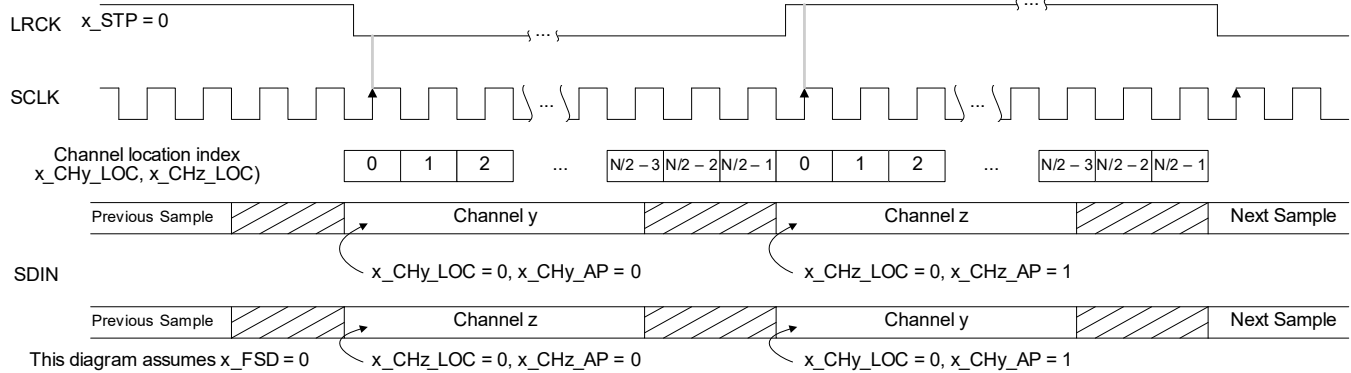 LRCK x_STP = 0 ... ...
SCLK ... ...
Channel location index
x_CHy_LOC, x_CHz_LOC) 0 1 2 ... N/2 – 3 N/2 – 2 N/2 – 1 0 1 2 ... N/2 – 3 N/2 – 2 N/2 – 1
Previous Sample Channel y Channel z Next Sample
x_CHy_LOC = 0, x_CHy_AP = 0 x_CHz_LOC = 0, x_CHz_AP = 1
SDIN
Previous Sample Channel z Channel y Next Sample
This diagram assumes x_FSD = 0 x_CHz_LOC = 0, x_CHz_AP = 0 x_CHy_LOC = 0, x_CHy_AP = 1